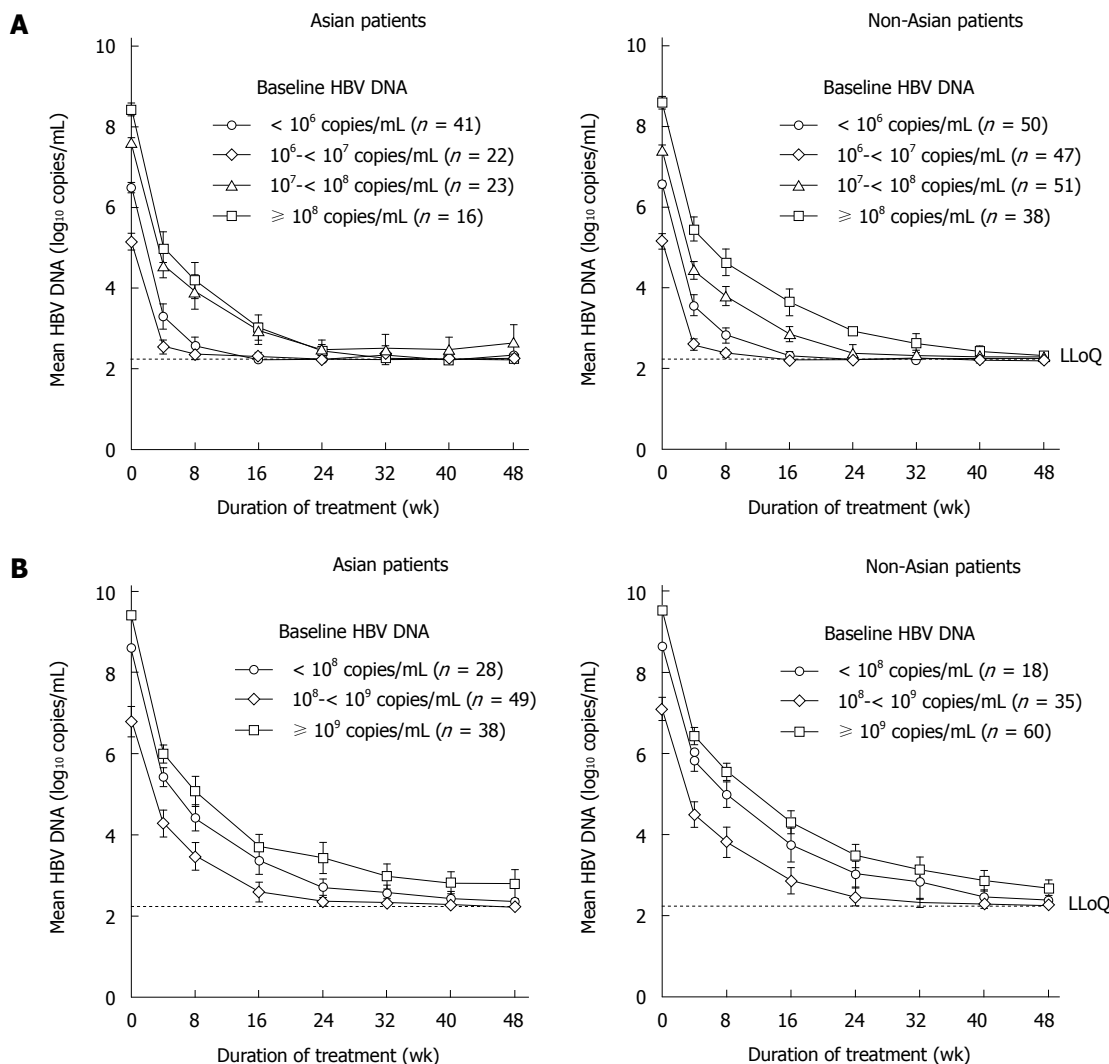 A
Asian patients
Mean HBV DNA (log₁₀ copies/mL)
10
8
6
4
2
0
Baseline HBV DNA
< 10⁶ copies/mL (n = 41)
10⁶-< 10⁷ copies/mL (n = 22)
10⁷-< 10⁸ copies/mL (n = 23)
⩾ 10⁸ copies/mL (n = 16)
0 8 16 24 32 40 48
Duration of treatment (wk)
Non-Asian patients
Mean HBV DNA (log₁₀ copies/mL)
10
8
6
4
2
0
Baseline HBV DNA
< 10⁶ copies/mL (n = 50)
10⁶-< 10⁷ copies/mL (n = 47)
10⁷-< 10⁸ copies/mL (n = 51)
⩾ 10⁸ copies/mL (n = 38)
LLoQ
0 8 16 24 32 40 48
Duration of treatment (wk)
B
Asian patients
Mean HBV DNA (log₁₀ copies/mL)
10
8
6
4
2
0
Baseline HBV DNA
< 10⁸ copies/mL (n = 28)
10⁸-< 10⁹ copies/mL (n = 49)
⩾ 10⁹ copies/mL (n = 38)
0 8 16 24 32 40 48
Duration of treatment (wk)
Non-Asian patients
Mean HBV DNA (log₁₀ copies/mL)
10
8
6
4
2
0
Baseline HBV DNA
< 10⁸ copies/mL (n = 18)
10⁸-< 10⁹ copies/mL (n = 35)
⩾ 10⁹ copies/mL (n = 60)
LLoQ
0 8 16 24 32 40 48
Duration of treatment (wk)